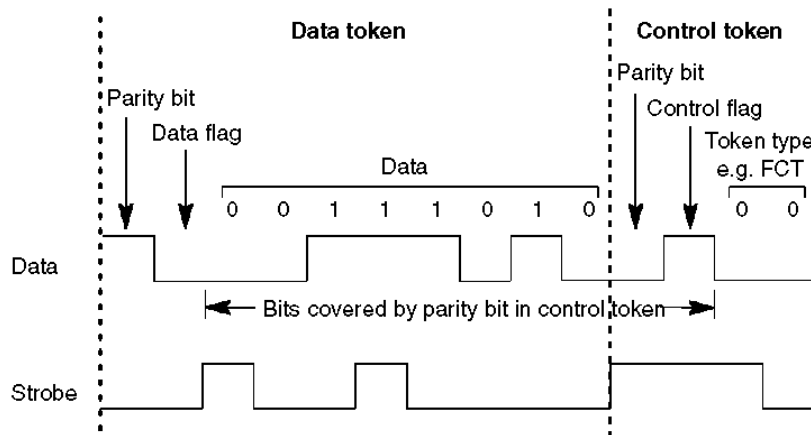 Data token
Control token
Parity bit
Parity bit
Data flag
Control flag
Token type
e.g. FCT
Data
0 0 1 1 1 0 1 0
0 0
Data
Bits covered by parity bit in control token
Strobe